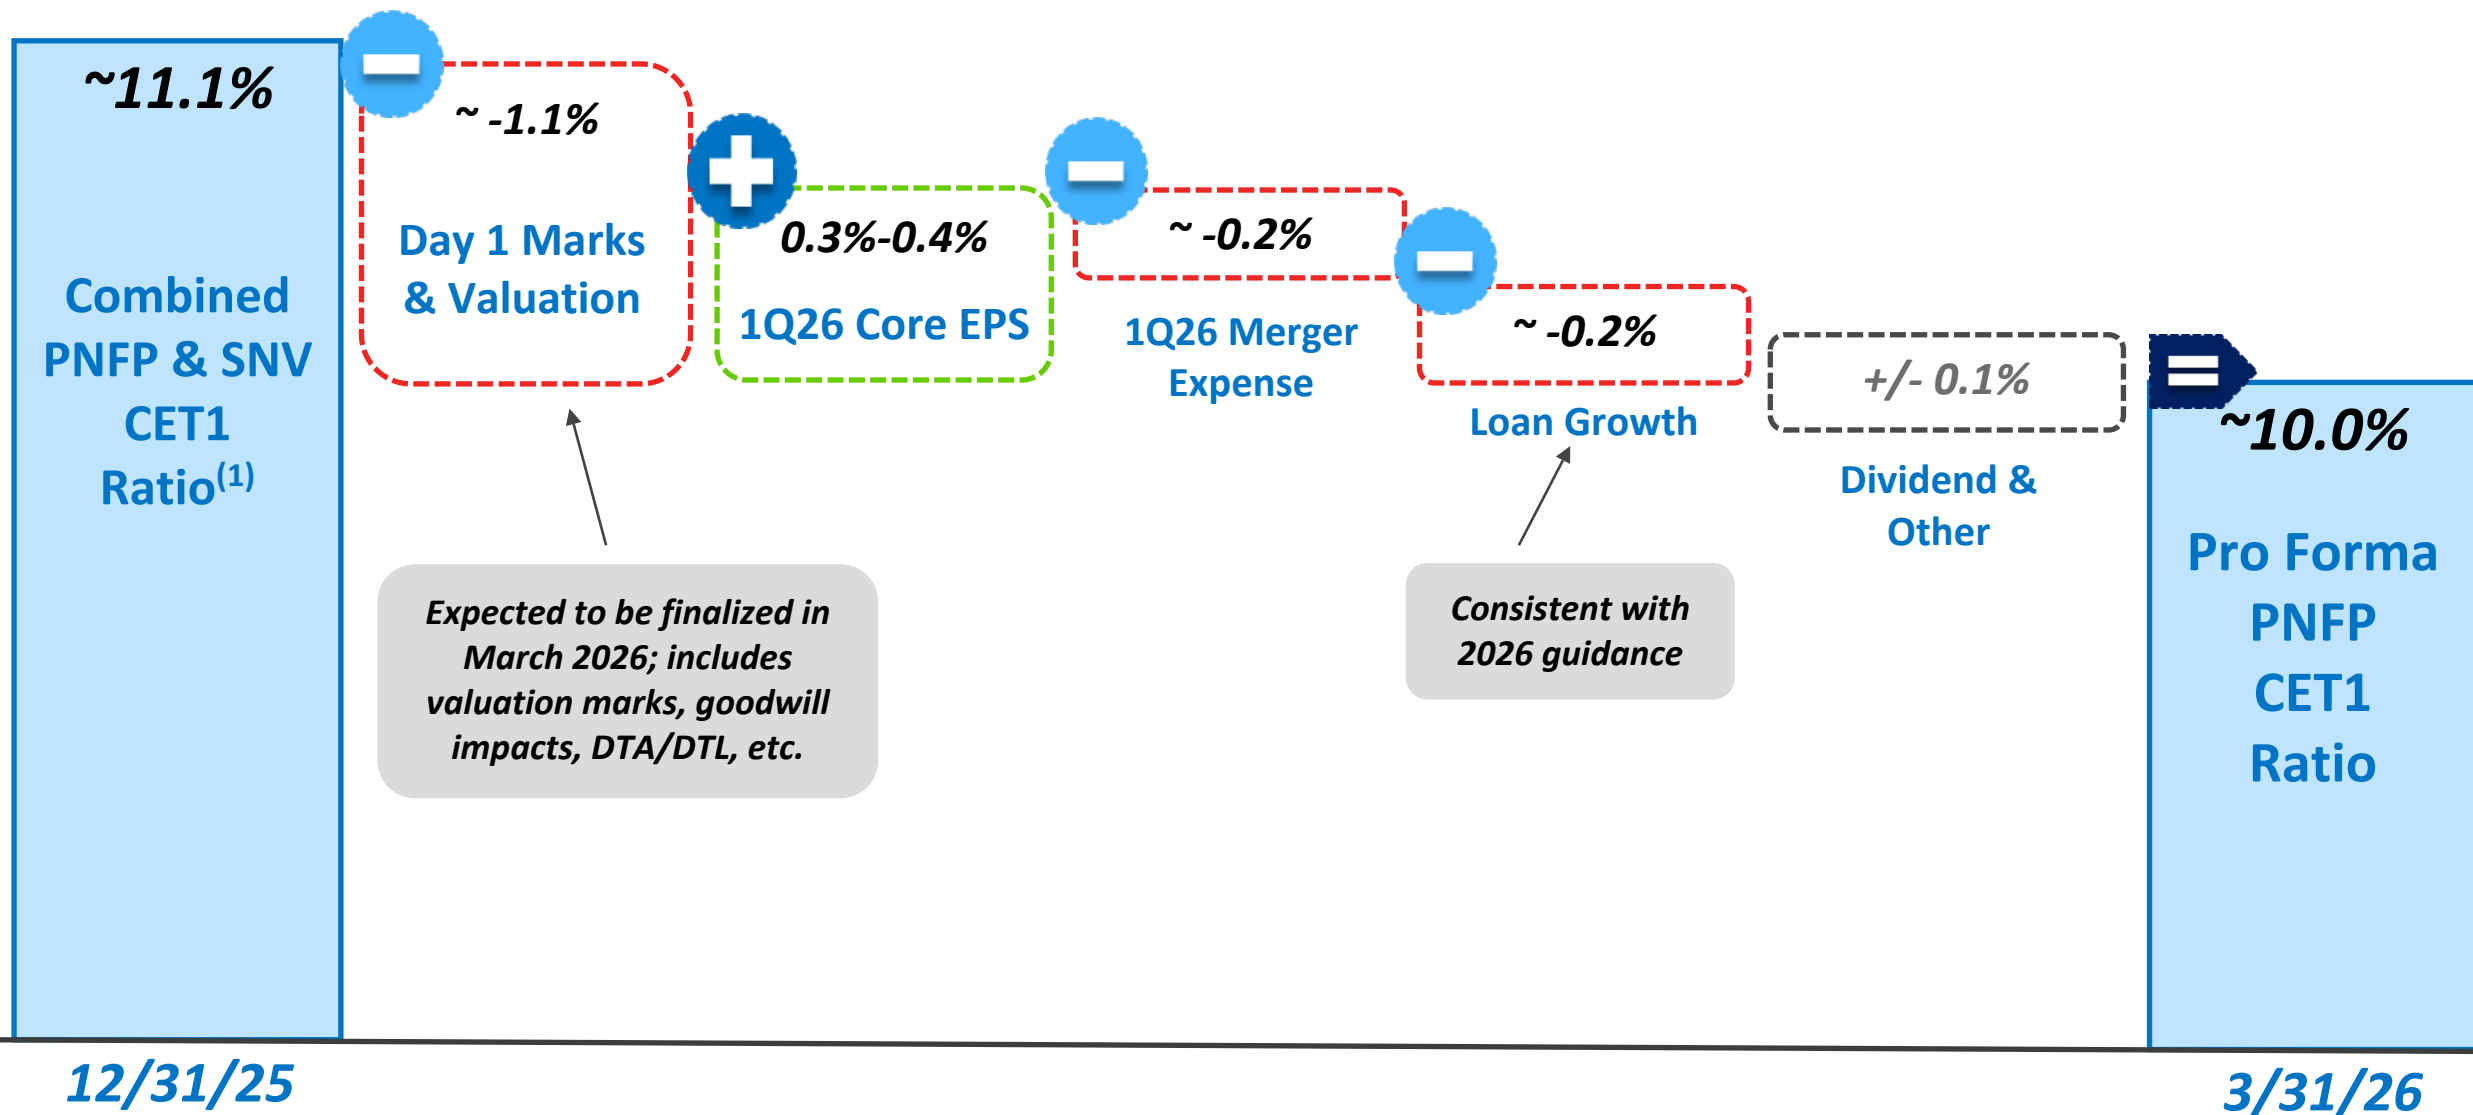 ~11.1%
Combined
PNFP & SNV
CET1
Ratio(1)
~ -1.1%
Day 1 Marks
& Valuation
0.3%-0.4%
1Q26 Core EPS
~ -0.2%
1Q26 Merger
Expense
~ -0.2%
Loan Growth
+/- 0.1%
Dividend &
Other
~10.0%
Pro Forma
PNFP
CET1
Ratio
Expected to be finalized in
March 2026; includes
valuation marks, goodwill
impacts, DTA/DTL, etc.
Consistent with
2026 guidance
12/31/25
3/31/26